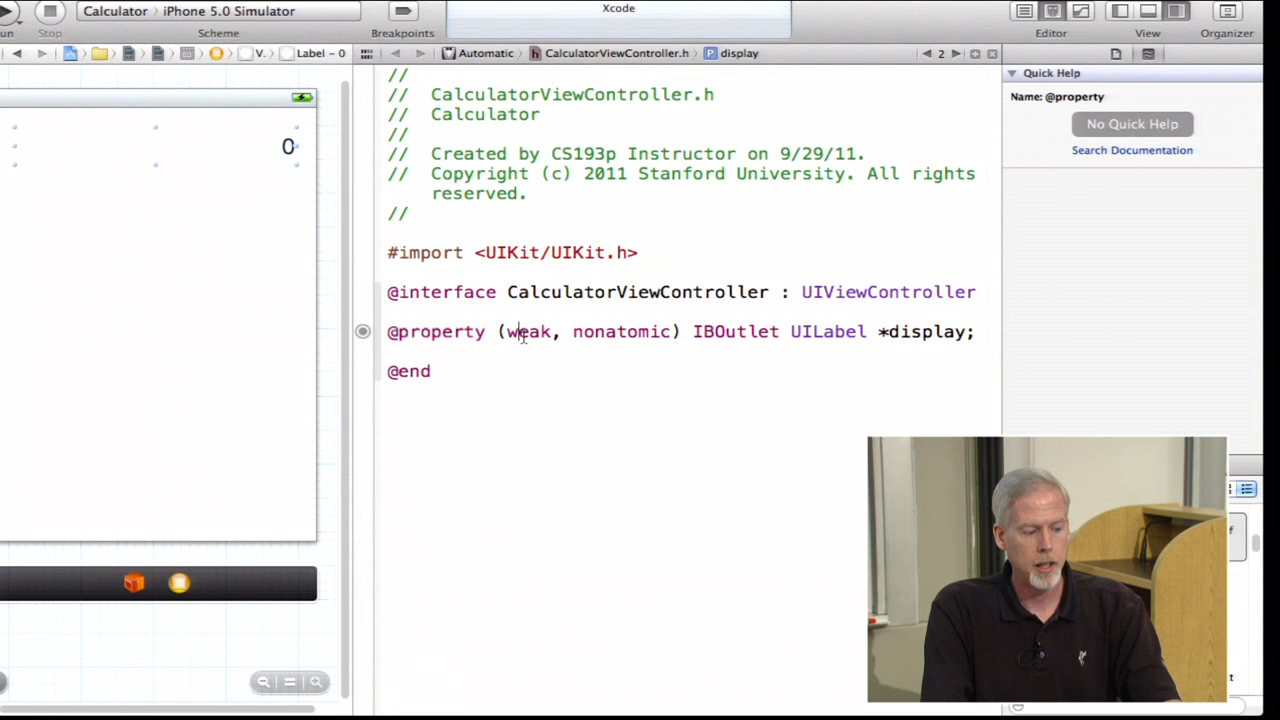 Xcode
Calculator iPhone 5.0 Simulator
Stop
Scheme
Breakpoints
Editor
View
Organizer
V.
Label - 0
Automatic
CalculatorViewController.h
display
2
Quick Help
Name: @property
No Quick Help
Search Documentation
0
//
// CalculatorViewController.h
// Calculator
//
// Created by CS193p Instructor on 9/29/11.
// Copyright (c) 2011 Stanford University. All rights
reserved.
//
#import <UIKit/UIKit.h>
@interface CalculatorViewController : UIViewController
@property (weak, nonatomic) IBOutlet UILabel *display;
@end